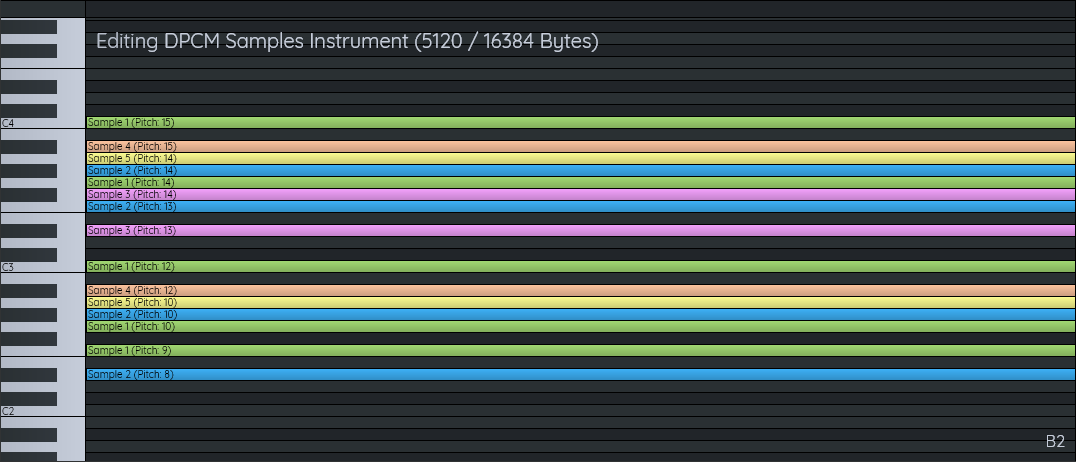 Editing DPCM Samples Instrument (5120 / 16384 Bytes)
C4
Sample 1 (Pitch: 15)
Sample 4 (Pitch: 15)
Sample 5 (Pitch: 14)
Sample 2 (Pitch: 14)
Sample 1 (Pitch: 14)
Sample 3 (Pitch: 14)
Sample 2 (Pitch: 13)
Sample 3 (Pitch: 13)
C3
Sample 1 (Pitch: 12)
Sample 4 (Pitch: 12)
Sample 5 (Pitch: 10)
Sample 2 (Pitch: 10)
Sample 1 (Pitch: 10)
Sample 1 (Pitch: 9)
Sample 2 (Pitch: 8)
C2
B2